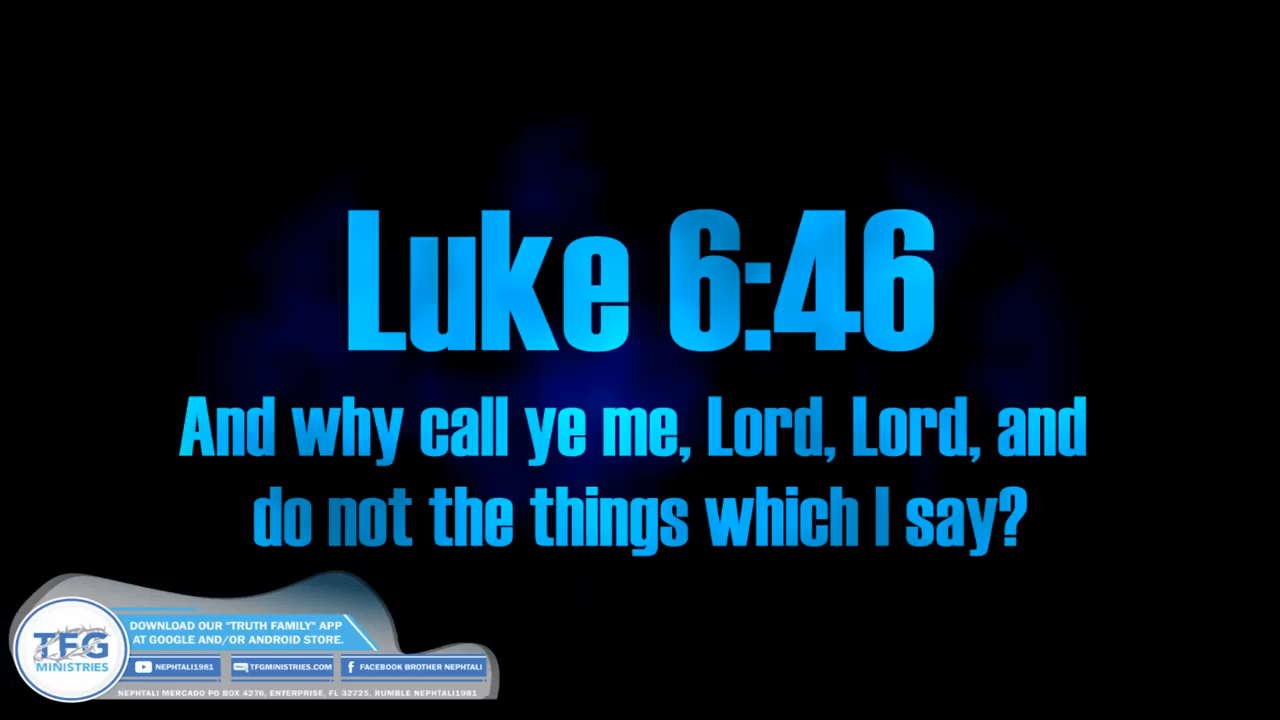 Luke 6:46
And why call ye me, Lord, Lord, and
do not the things which I say?
DOWNLOAD OUR "TRUTH FAMILY" APP
AT GOOGLE AND/OR ANDROID STORE.
TFG
MINISTRIES
NEPHTALI1981 TFGMINISTRIES.COM FACEBOOK BROTHER NEPHTALI
NEPHTALI MERCADO PO BOX 4276, ENTERPRISE, FL 32725. RUMBLE NEPHTALI1981